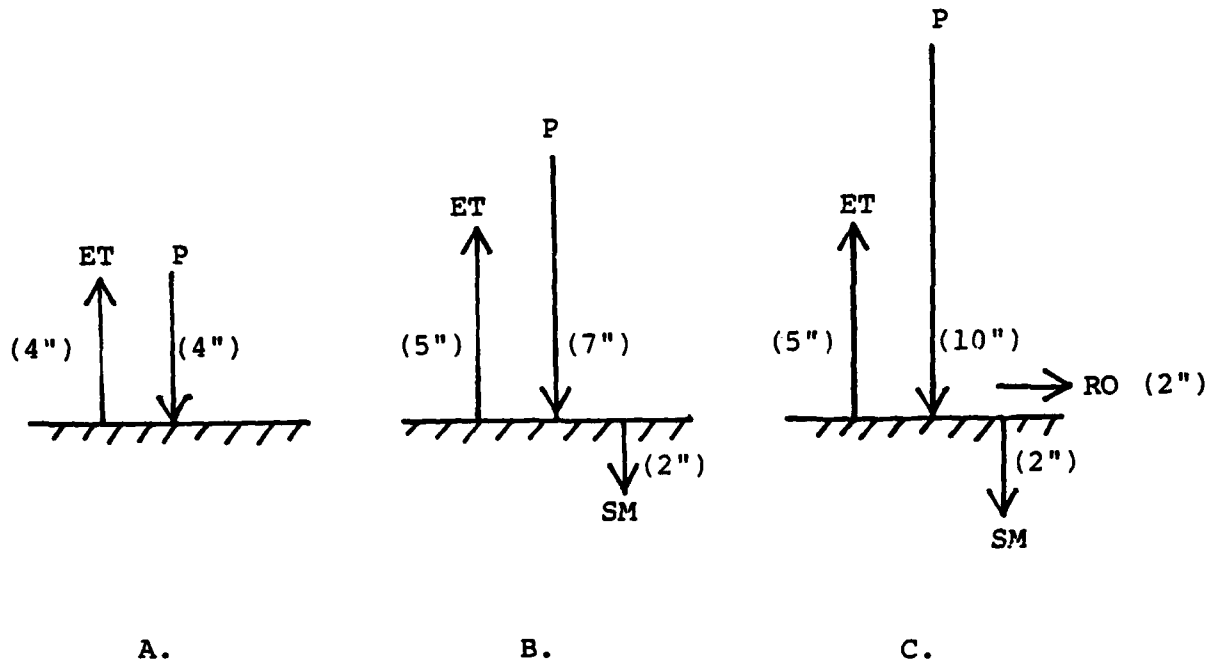 P
P
ET
ET
ET
P
(4")
(4")
(5")
(7")
(5")
(10")
RO (2")
(2")
SM
(2")
SM
A.
B.
C.